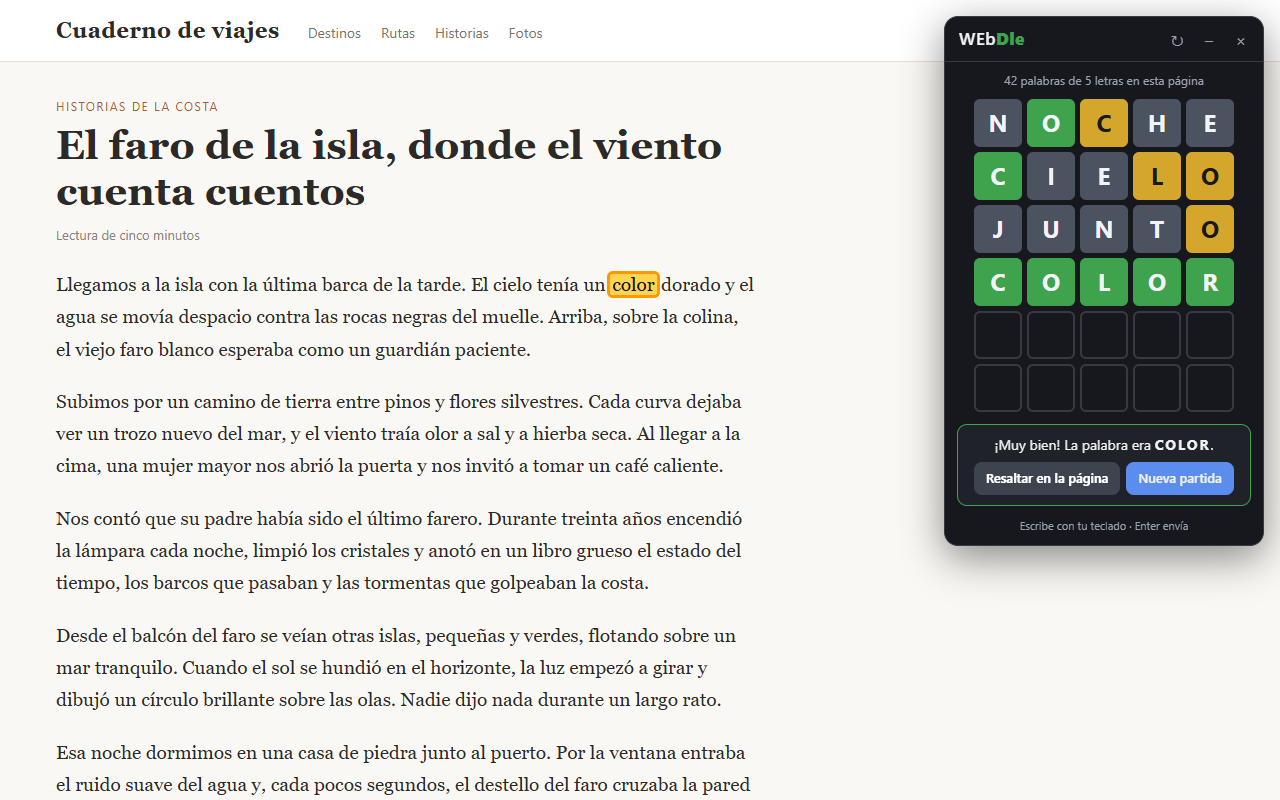 Cuaderno de viajes
Destinos
Rutas
Historias
Fotos
HISTORIAS DE LA COSTA
El faro de la isla, donde el viento
cuenta cuentos
Lectura de cinco minutos
Llegamos a la isla con la última barca de la tarde. El cielo tenía un color dorado y el
agua se movía despacio contra las rocas negras del muelle. Arriba, sobre la colina,
el viejo faro blanco esperaba como un guardián paciente.
Subimos por un camino de tierra entre pinos y flores silvestres. Cada curva dejaba
ver un trozo nuevo del mar, y el viento traía olor a sal y a hierba seca. Al llegar a la
cima, una mujer mayor nos abrió la puerta y nos invitó a tomar un café caliente.
Nos contó que su padre había sido el último farero. Durante treinta años encendió
la lámpara cada noche, limpió los cristales y anotó en un libro grueso el estado del
tiempo, los barcos que pasaban y las tormentas que golpeaban la costa.
Desde el balcón del faro se veían otras islas, pequeñas y verdes, flotando sobre un
mar tranquilo. Cuando el sol se hundió en el horizonte, la luz empezó a girar y
dibujó un círculo brillante sobre las olas. Nadie dijo nada durante un largo rato.
Esa noche dormimos en una casa de piedra junto al puerto. Por la ventana entraba
el ruido suave del agua y, cada pocos segundos, el destello del faro cruzaba la pared
WEbDle
42 palabras de 5 letras en esta página
N O C H E
C I E L O
J U N T O
C O L O R
¡Muy bien! La palabra era COLOR.
Resaltar en la página
Nueva partida
Escribe con tu teclado · Enter envía